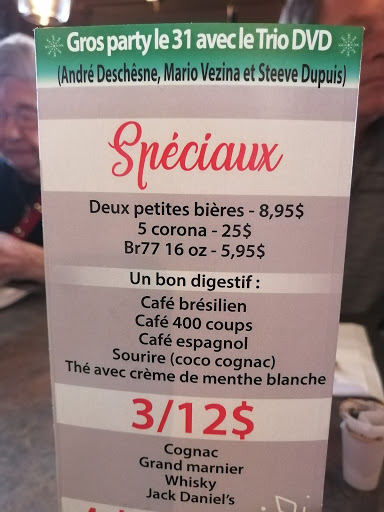 Gros party le 31 avec le Trio DVD
(André Deschêsne, Mario Vezina et Steeve Dupuis)
Spéciaux
Deux petites bières - 8,95$
5 corona - 25$
Br77 16 oz - 5,95$
Un bon digestif :
Café brésilien
Café 400 coups
Café espagnol
Sourire (coco cognac)
Thé avec crème de menthe blanche
3/12$
Cognac
Grand marnier
Whisky
Jack Daniel's